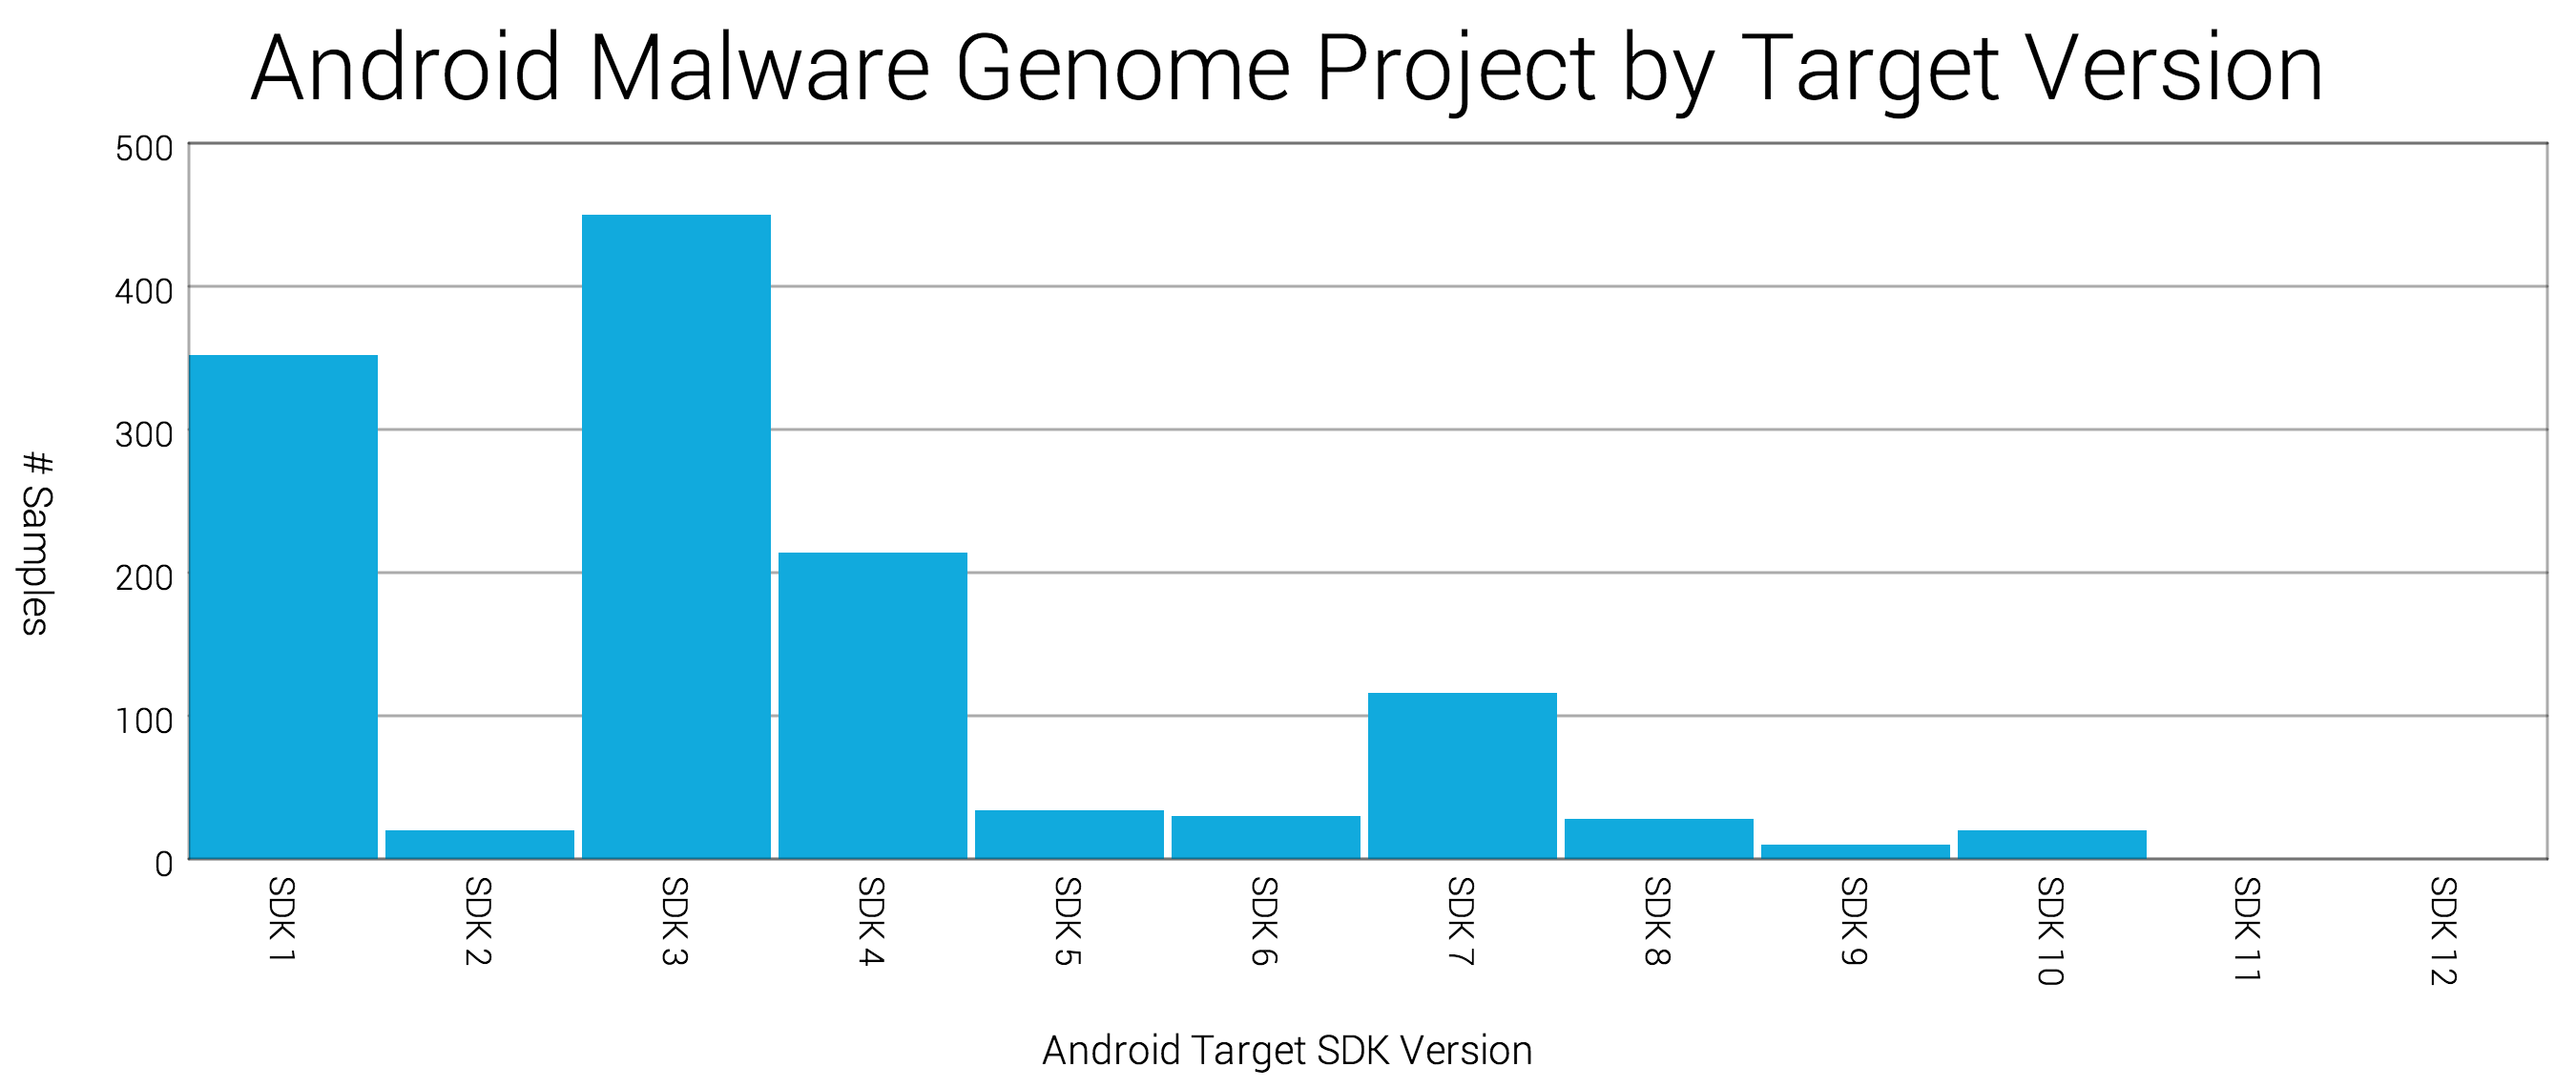 Android Malware Genome Project by Target Version
500
400
300
200
100
0
# Samples
SDK 1
SDK 2
SDK 3
SDK 4
SDK 5
SDK 6
SDK 7
SDK 8
SDK 9
SDK 10
SDK 11
SDK 12
Android Target SDK Version